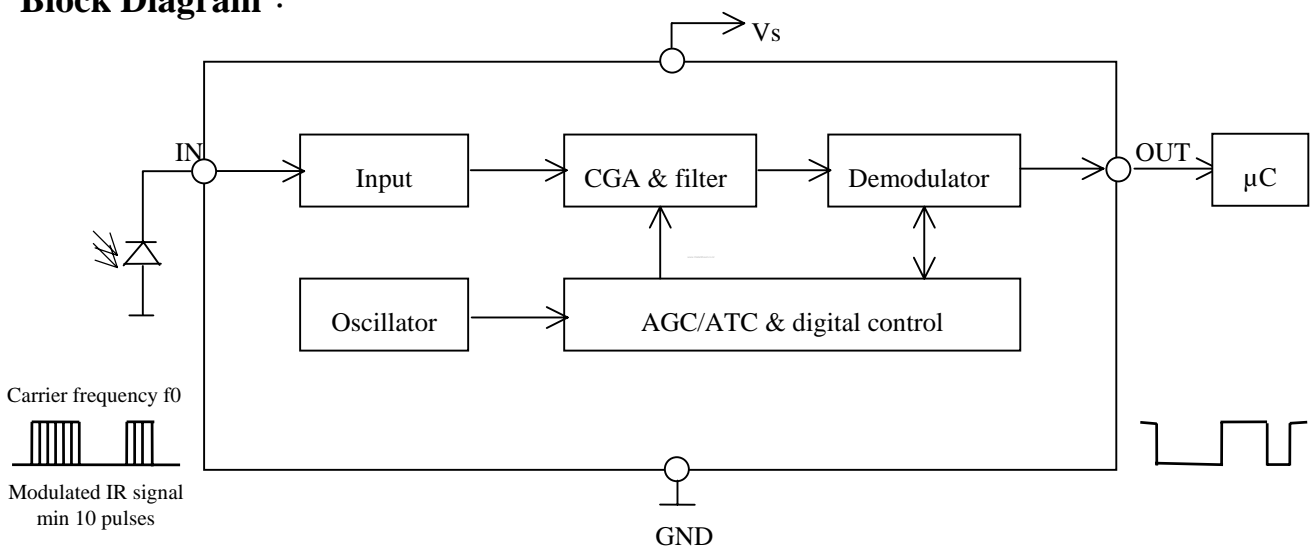 Block Diagram :
Vs
IN
Input
CGA & filter
Demodulator
OUT
µC
Oscillator
AGC/ATC & digital control
Carrier frequency f0
Modulated IR signal
min 10 pulses
GND